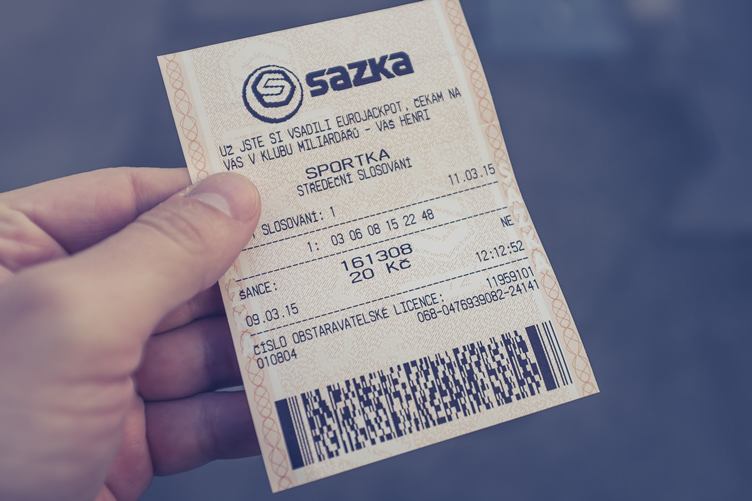 SAZKA
UŽ JSTE SI VSADILI EUROJACKPOT, ČEKÁM NA
VÁS V KLUBU MILIARDÁRŮ - VÁŠ HENRI
SPORTKA
STŘEDEČNÍ SLOSOVÁNÍ
SLOSOVÁNÍ: 1 11.03.15
1: 03 06 08 15 22 48
ŠANCE: 161308 NE
20 Kč
09.03.15 12:12:52
ČÍSLO OBSTARAVATELSKÉ LICENCE: 11959101
010804 068-0476939082-24141